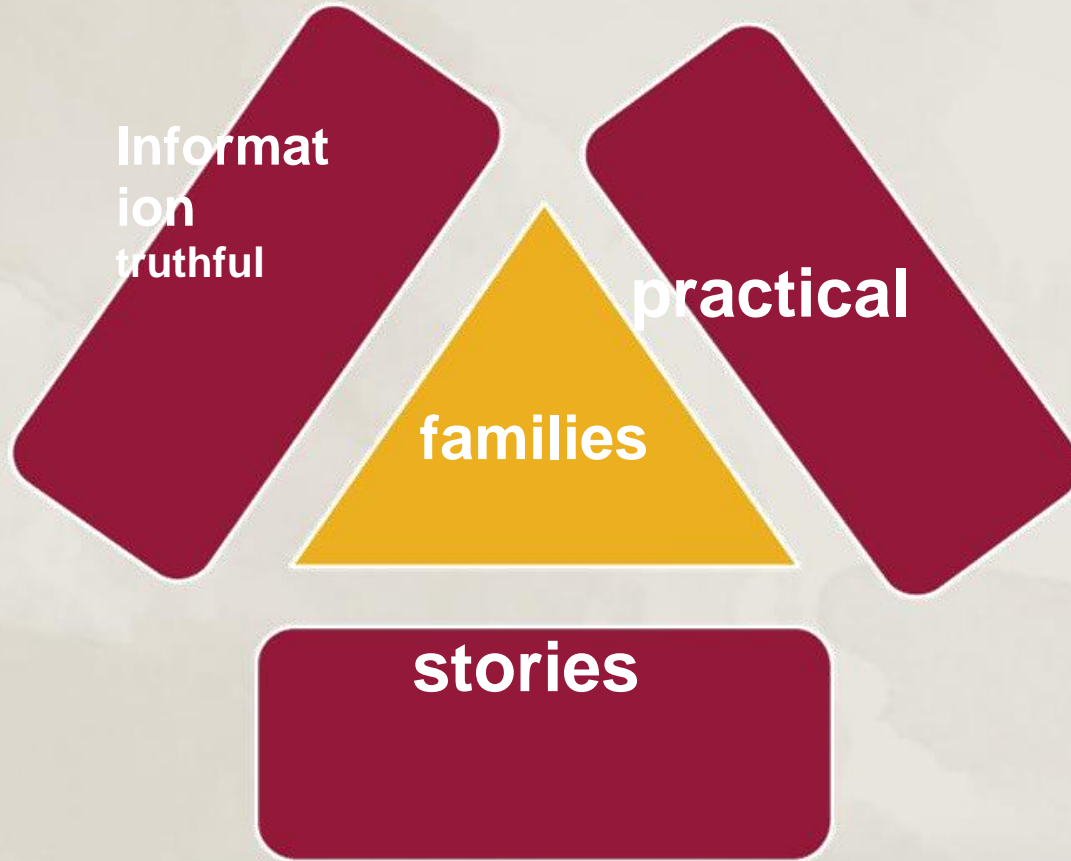 Informat
ion
truthful
practical
families
stories